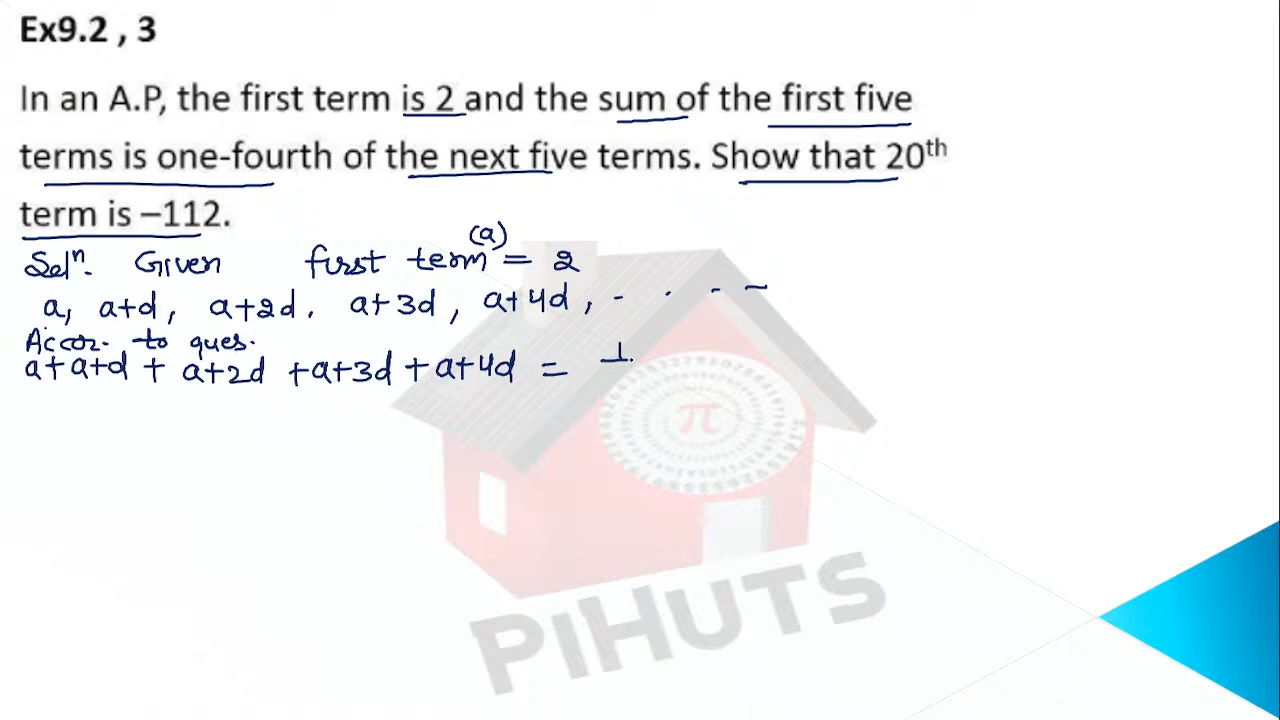 Ex9.2 , 3
In an A.P, the first term is 2 and the sum of the first five
terms is one-fourth of the next five terms. Show that 20th
term is –112.
(a)
Solⁿ. Given first term = 2
a, a+d, a+2d, a+3d, a+4d, - . . ~
Accor. to ques.
a+a+d + a+2d +a+3d +a+4d = 1
π
PIHUTS